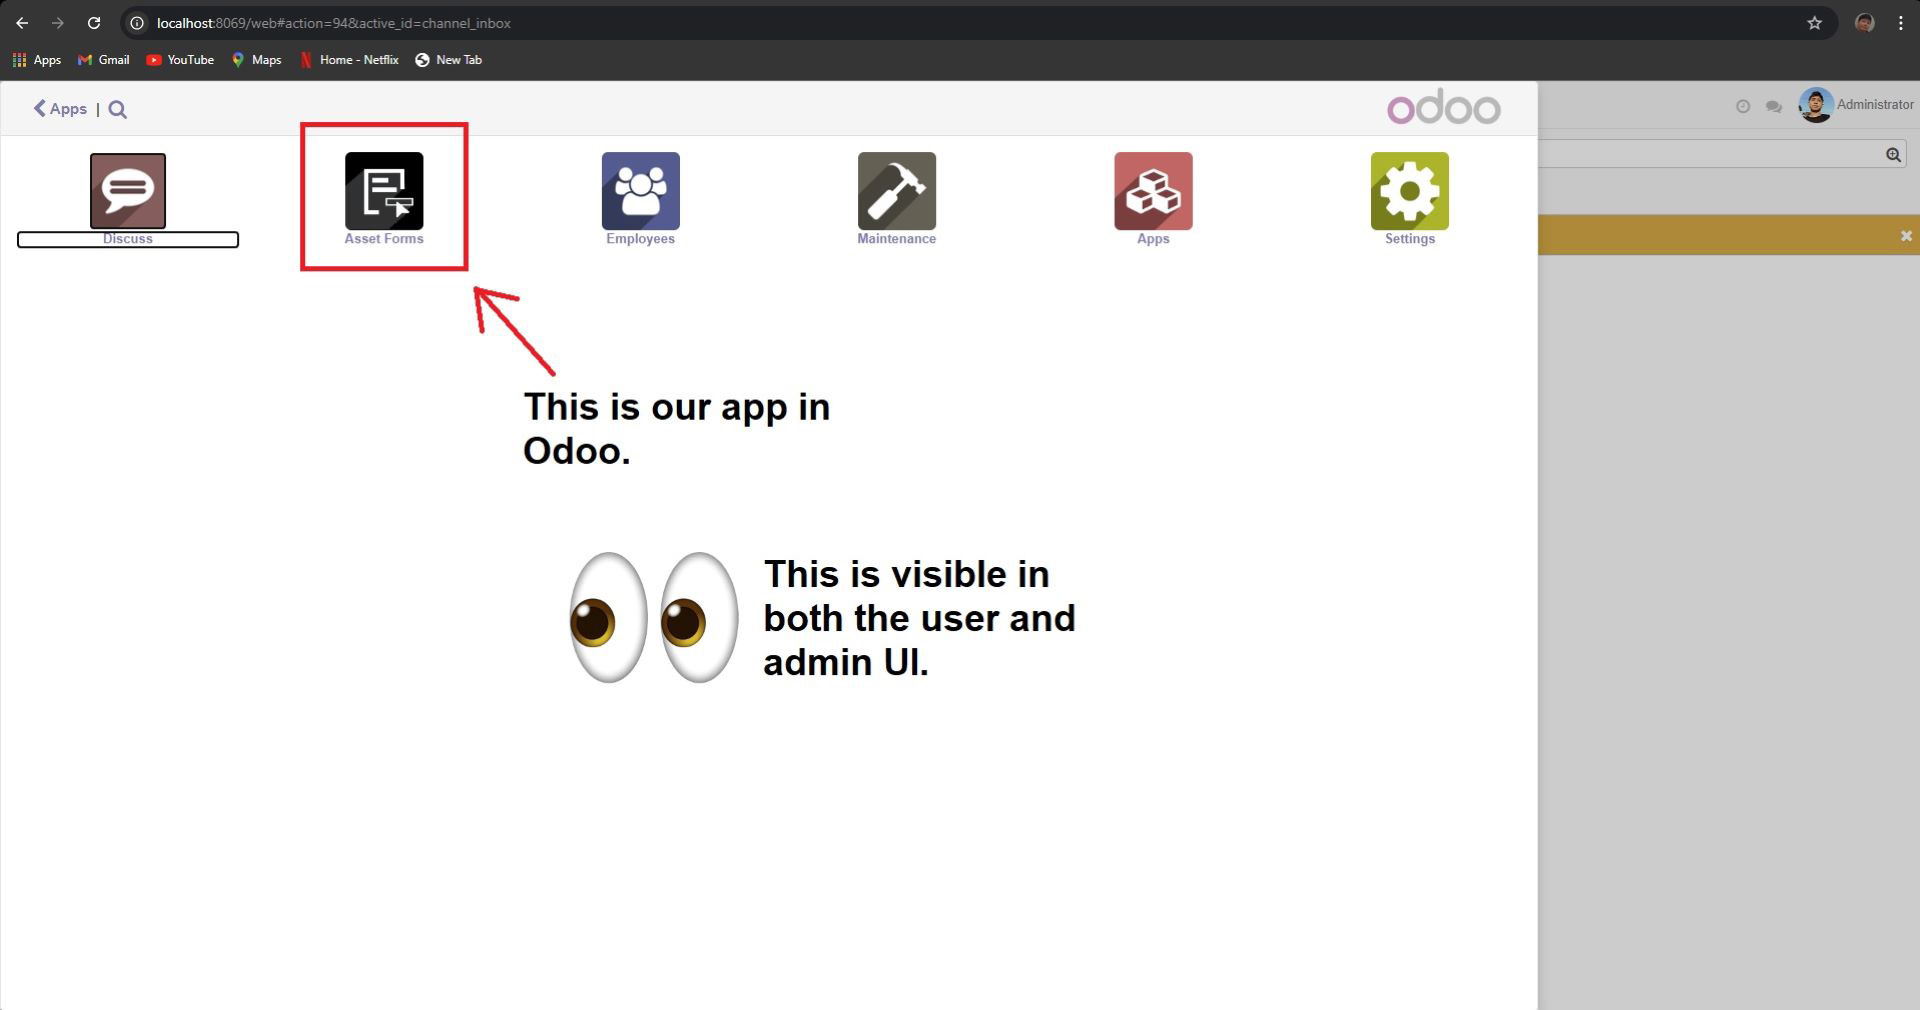 localhost:8069/web#action=94&active_id=channel_inbox
Apps Gmail YouTube Maps Home - Netflix New Tab
Apps | odoo Administrator
Discuss Asset Forms Employees Maintenance Apps Settings
This is our app in
Odoo.
This is visible in
both the user and
admin UI.